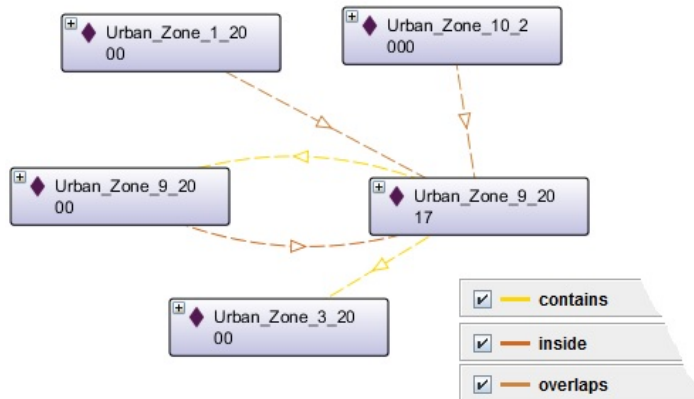 Urban_Zone_1_20
00
Urban_Zone_10_2
000
Urban_Zone_9_20
00
Urban_Zone_9_20
17
Urban_Zone_3_20
00
contains
inside
overlaps